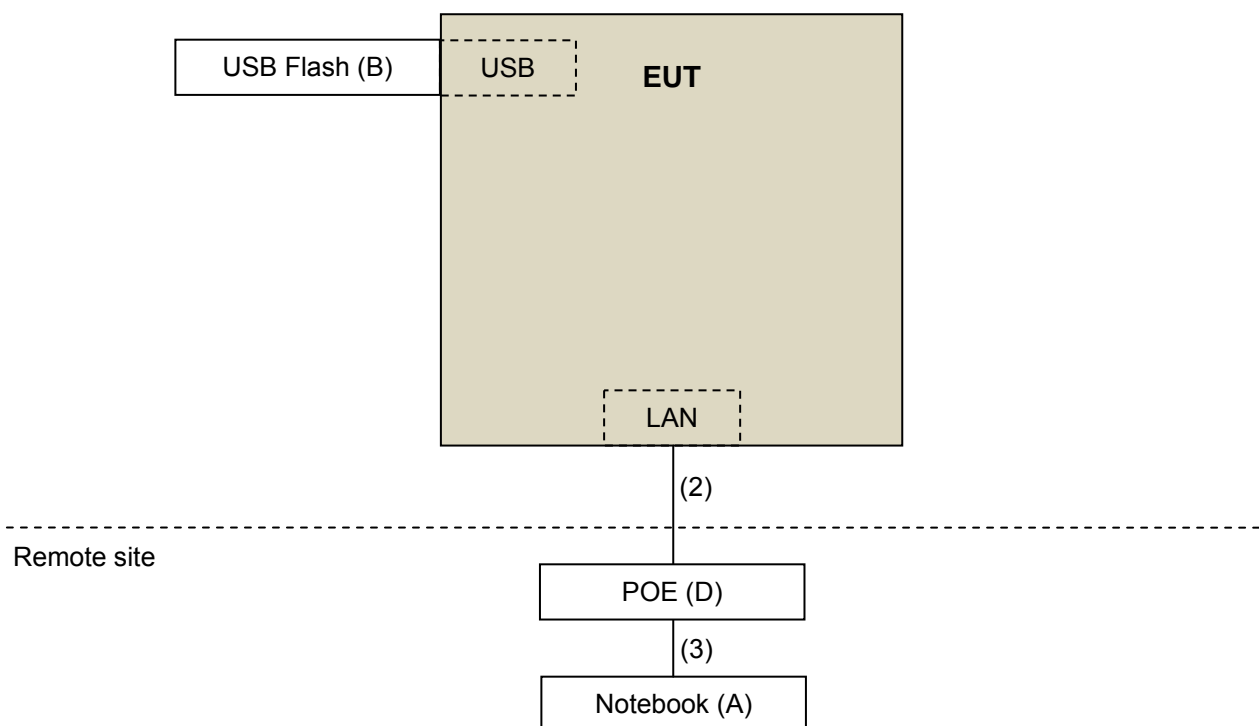 USB Flash (B)
USB
EUT
LAN
(2)
Remote site
POE (D)
(3)
Notebook (A)